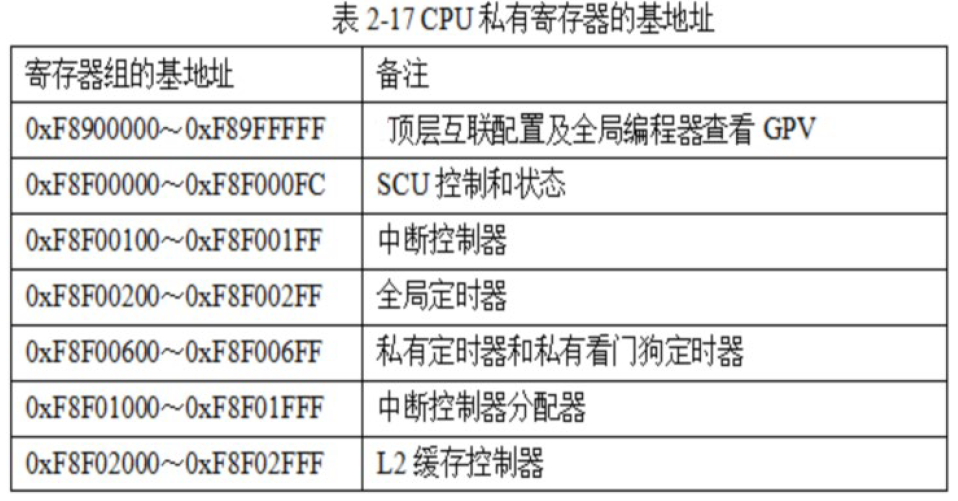 表 2-17 CPU 私有寄存器的基地址
寄存器组的基地址 备注
0xF8900000～0xF89FFFFF 顶层互联配置及全局编程器查看 GPV
0xF8F00000～0xF8F000FC SCU 控制和状态
0xF8F00100～0xF8F001FF 中断控制器
0xF8F00200～0xF8F002FF 全局定时器
0xF8F00600～0xF8F006FF 私有定时器和私有看门狗定时器
0xF8F01000～0xF8F01FFF 中断控制器分配器
0xF8F02000～0xF8F02FFF L2 缓存控制器